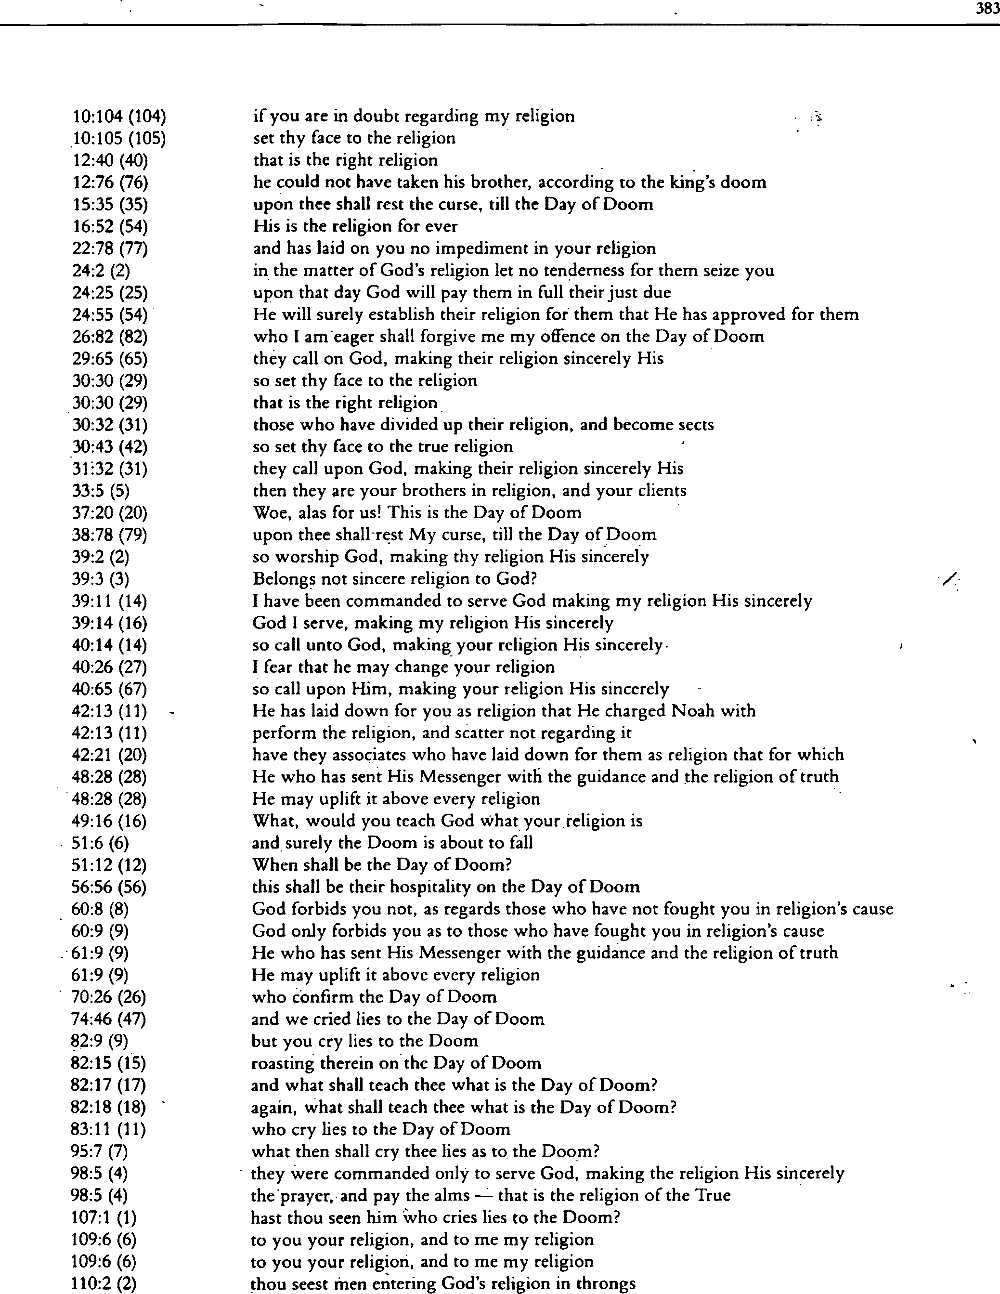 383
10:104 (104) if you are in doubt regarding my religion
10:105 (105) set thy face to the religion
12:40 (40) that is the right religion
12:76 (76) he could not have taken his brother, according to the king's doom
15:35 (35) upon thee shall rest the curse, till the Day of Doom
16:52 (54) His is the religion for ever
22:78 (77) and has laid on you no impediment in your religion
24:2 (2) in the matter of God's religion let no tenderness for them seize you
24:25 (25) upon that day God will pay them in full their just due
24:55 (54) He will surely establish their religion for them that He has approved for them
26:82 (82) who I am eager shall forgive me my offence on the Day of Doom
29:65 (65) they call on God, making their religion sincerely His
30:30 (29) so set thy face to the religion
30:30 (29) that is the right religion
30:32 (31) those who have divided up their religion, and become sects
30:43 (42) so set thy face to the true religion
31:32 (31) they call upon God, making their religion sincerely His
33:5 (5) then they are your brothers in religion, and your clients
37:20 (20) Woe, alas for us! This is the Day of Doom
38:78 (79) upon thee shall rest My curse, till the Day of Doom
39:2 (2) so worship God, making thy religion His sincerely
39:3 (3) Belongs not sincere religion to God?
39:11 (14) I have been commanded to serve God making my religion His sincerely
39:14 (16) God I serve, making my religion His sincerely
40:14 (14) so call unto God, making your religion His sincerely
40:26 (27) I fear that he may change your religion
40:65 (67) so call upon Him, making your religion His sincerely
42:13 (11) He has laid down for you as religion that He charged Noah with
42:13 (11) perform the religion, and scatter not regarding it
42:21 (20) have they associates who have laid down for them as religion that for which
48:28 (28) He who has sent His Messenger with the guidance and the religion of truth
48:28 (28) He may uplift it above every religion
49:16 (16) What, would you teach God what your religion is
51:6 (6) and surely the Doom is about to fall
51:12 (12) When shall be the Day of Doom?
56:56 (56) this shall be their hospitality on the Day of Doom
60:8 (8) God forbids you not, as regards those who have not fought you in religion's cause
60:9 (9) God only forbids you as to those who have fought you in religion's cause
61:9 (9) He who has sent His Messenger with the guidance and the religion of truth
61:9 (9) He may uplift it above every religion
70:26 (26) who confirm the Day of Doom
74:46 (47) and we cried lies to the Day of Doom
82:9 (9) but you cry lies to the Doom
82:15 (15) roasting therein on the Day of Doom
82:17 (17) and what shall teach thee what is the Day of Doom?
82:18 (18) again, what shall teach thee what is the Day of Doom?
83:11 (11) who cry lies to the Day of Doom
95:7 (7) what then shall cry thee lies as to the Doom?
98:5 (4) they were commanded only to serve God, making the religion His sincerely
98:5 (4) the prayer, and pay the alms — that is the religion of the True
107:1 (1) hast thou seen him who cries lies to the Doom?
109:6 (6) to you your religion, and to me my religion
109:6 (6) to you your religion, and to me my religion
110:2 (2) thou seest men entering God's religion in throngs